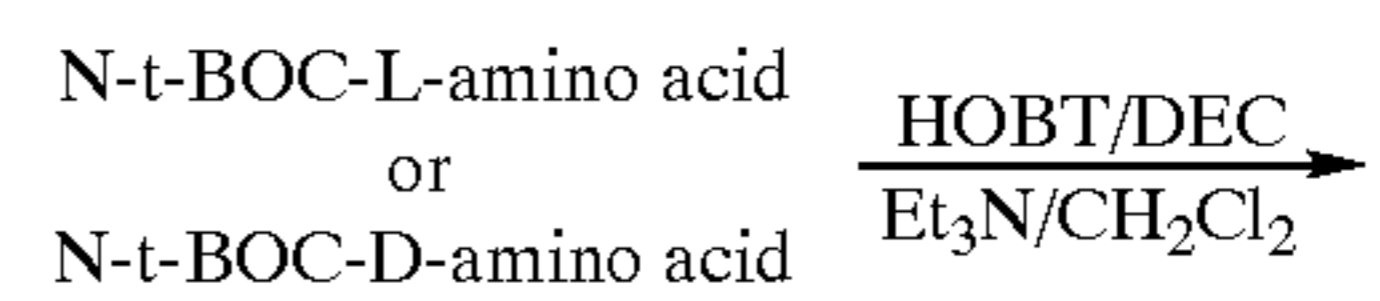 N-t-BOC-L-amino acid
or
N-t-BOC-D-amino acid
HOBT/DEC
Et₃N/CH₂Cl₂